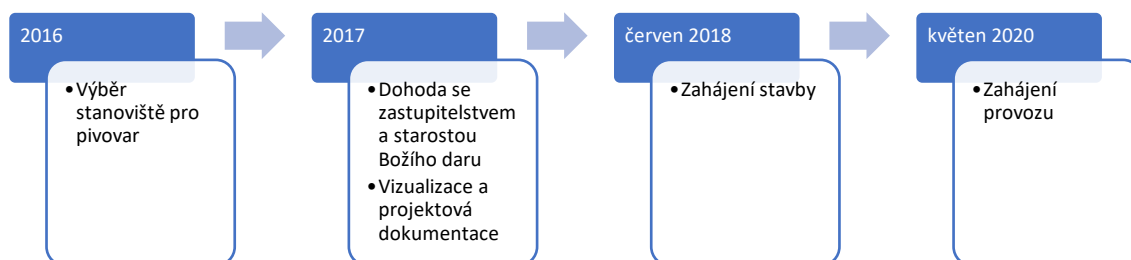 2016
•Výběr
stanoviště pro
pivovar
2017
•Dohoda se
zastupitelstvem
a starostou
Božího daru
•Vizualizace a
projektová
dokumentace
červen 2018
•Zahájení stavby
květen 2020
•Zahájení
provozu